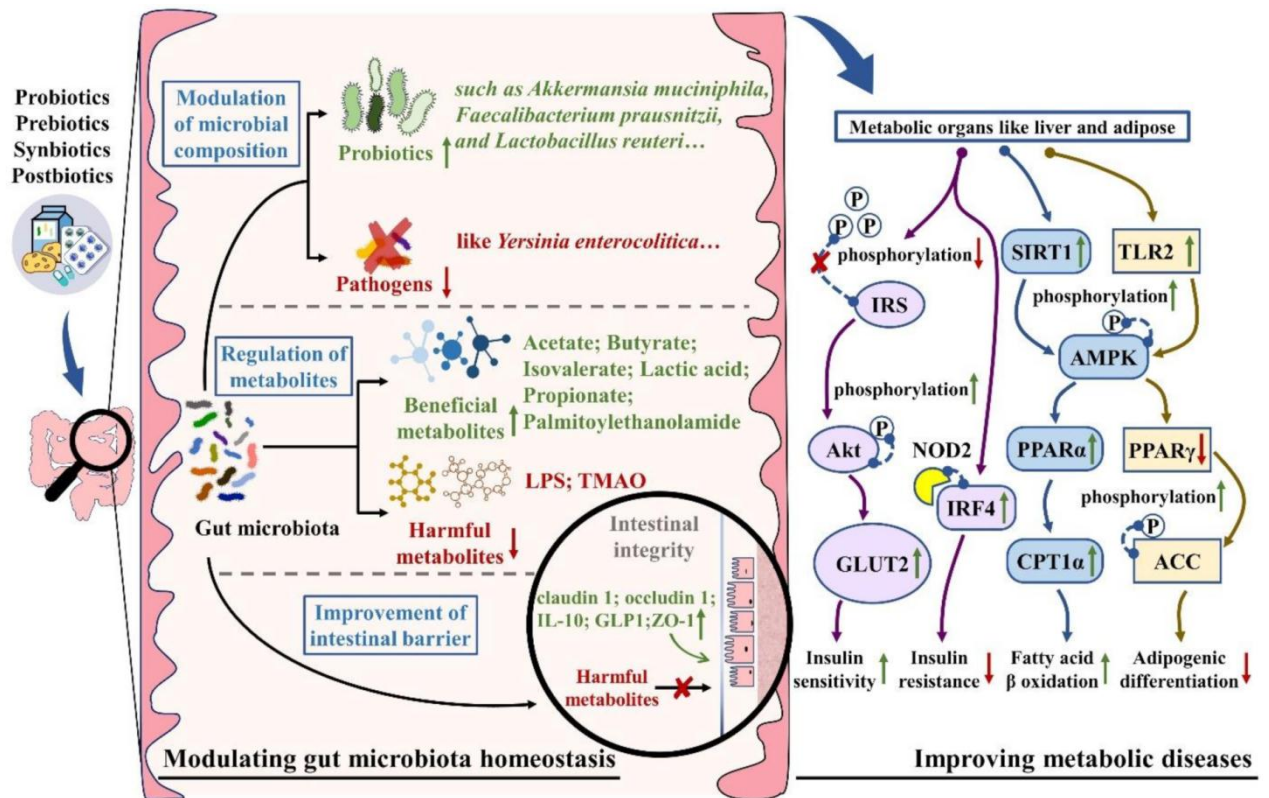 Probiotics
Prebiotics
Synbiotics
Postbiotics
Modulation
of microbial
composition
Probiotics
such as Akkermansia muciniphila,
Faecalibacterium prausnitzii,
and Lactobacillus reuteri…
Pathogens
like Yersinia enterocolitica…
Regulation of
metabolites
Beneficial
metabolites
Acetate; Butyrate;
Isovalerate; Lactic acid;
Propionate;
Palmitoylethanolamide
Gut microbiota
LPS; TMAO
Harmful
metabolites
Improvement of
intestinal barrier
Intestinal
integrity
claudin 1; occludin 1;
IL-10; GLP1;ZO-1
Harmful
metabolites
Modulating gut microbiota homeostasis
Metabolic organs like liver and adipose
P
P
P
phosphorylation
IRS
phosphorylation
Akt
P
GLUT2
NOD2
IRF4
SIRT1
TLR2
phosphorylation
P
AMPK
PPARα
PPARγ
phosphorylation
P
CPT1α
ACC
Insulin
sensitivity
Insulin
resistance
Fatty acid
β oxidation
Adipogenic
differentiation
Improving metabolic diseases